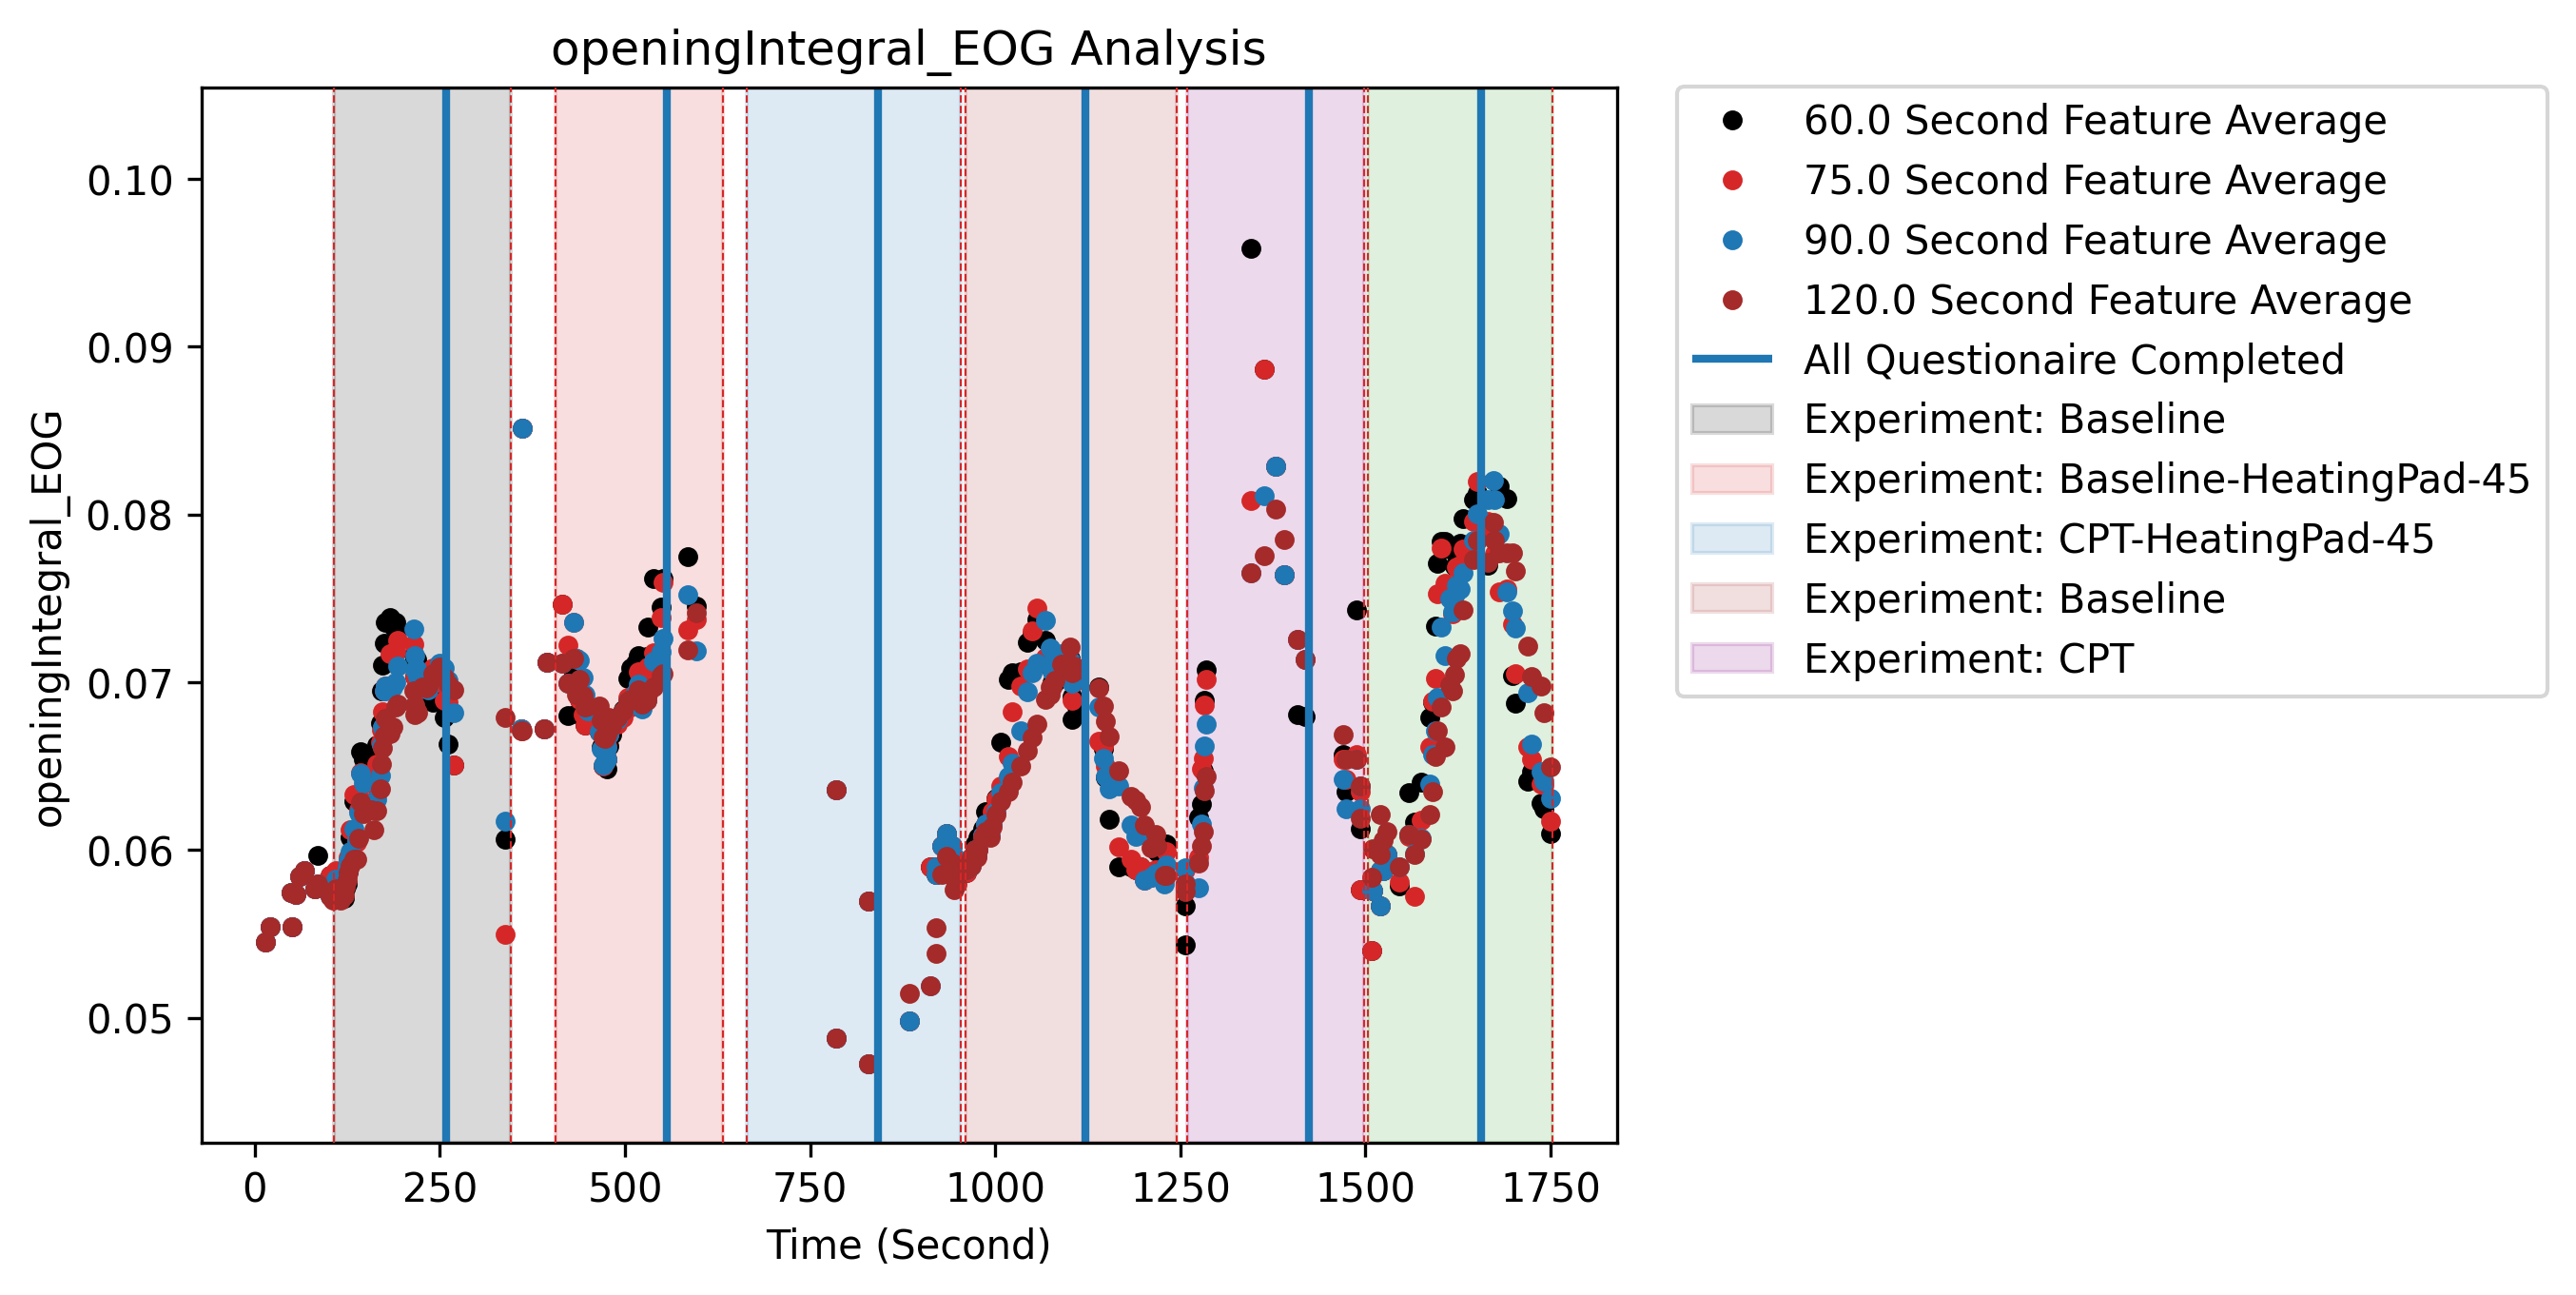 openingIntegral_EOG Analysis
openingIntegral_EOG
0.10
0.09
0.08
0.07
0.06
0.05
0
250
500
750
1000
1250
1500
1750
Time (Second)
60.0 Second Feature Average
75.0 Second Feature Average
90.0 Second Feature Average
120.0 Second Feature Average
All Questionaire Completed
Experiment: Baseline
Experiment: Baseline-HeatingPad-45
Experiment: CPT-HeatingPad-45
Experiment: Baseline
Experiment: CPT